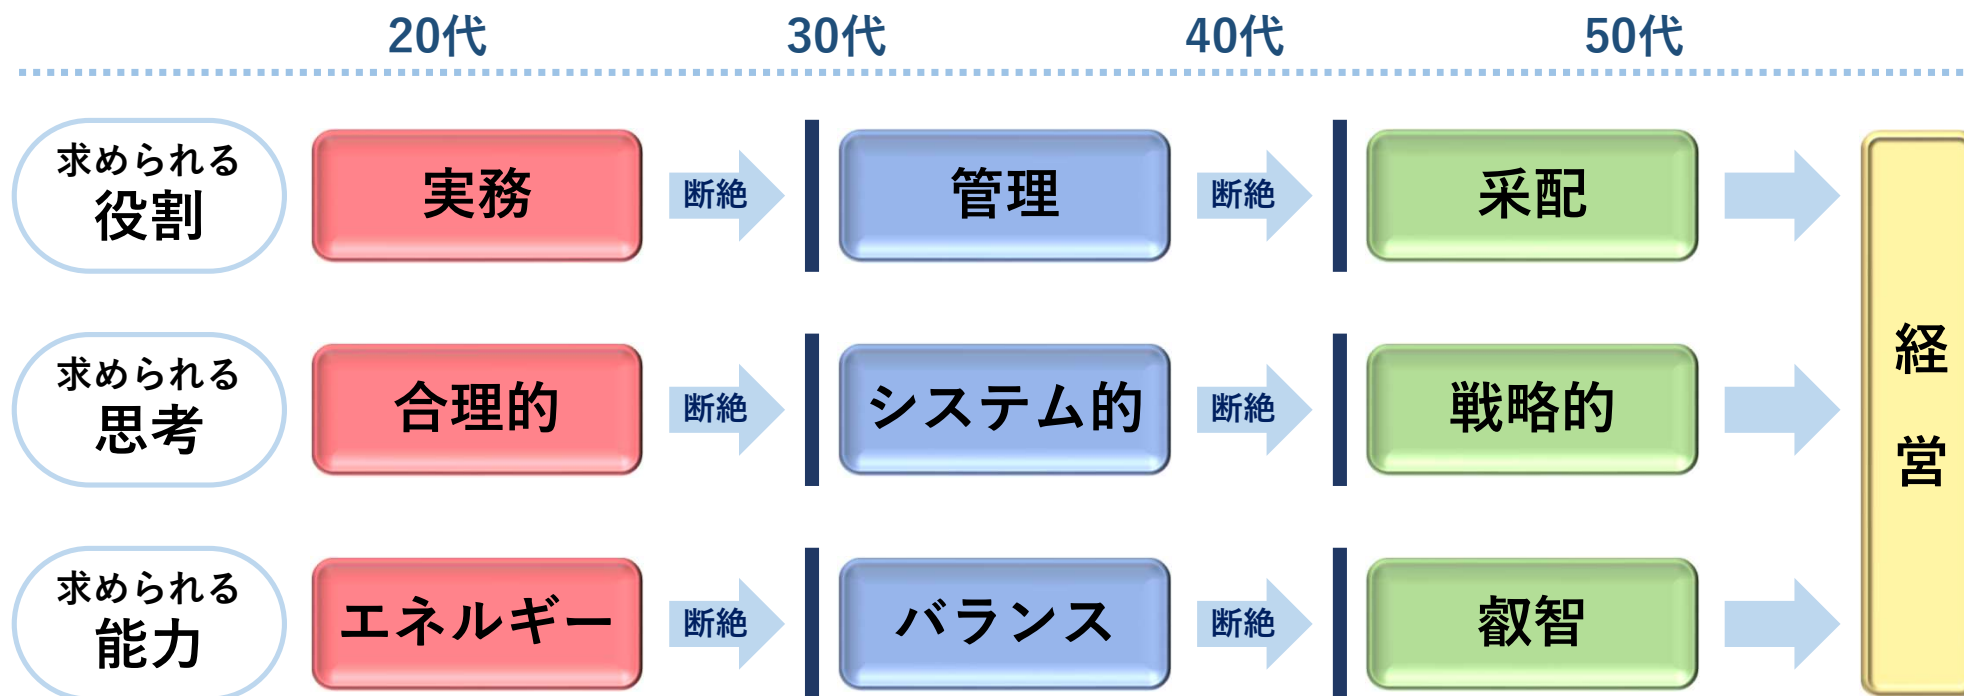 20代 30代 40代 50代
求められる
役割
実務 断絶 管理 断絶 采配
求められる
思考
合理的 断絶 システム的 断絶 戦略的
求められる
能力
エネルギー 断絶 バランス 断絶 叡智
経営